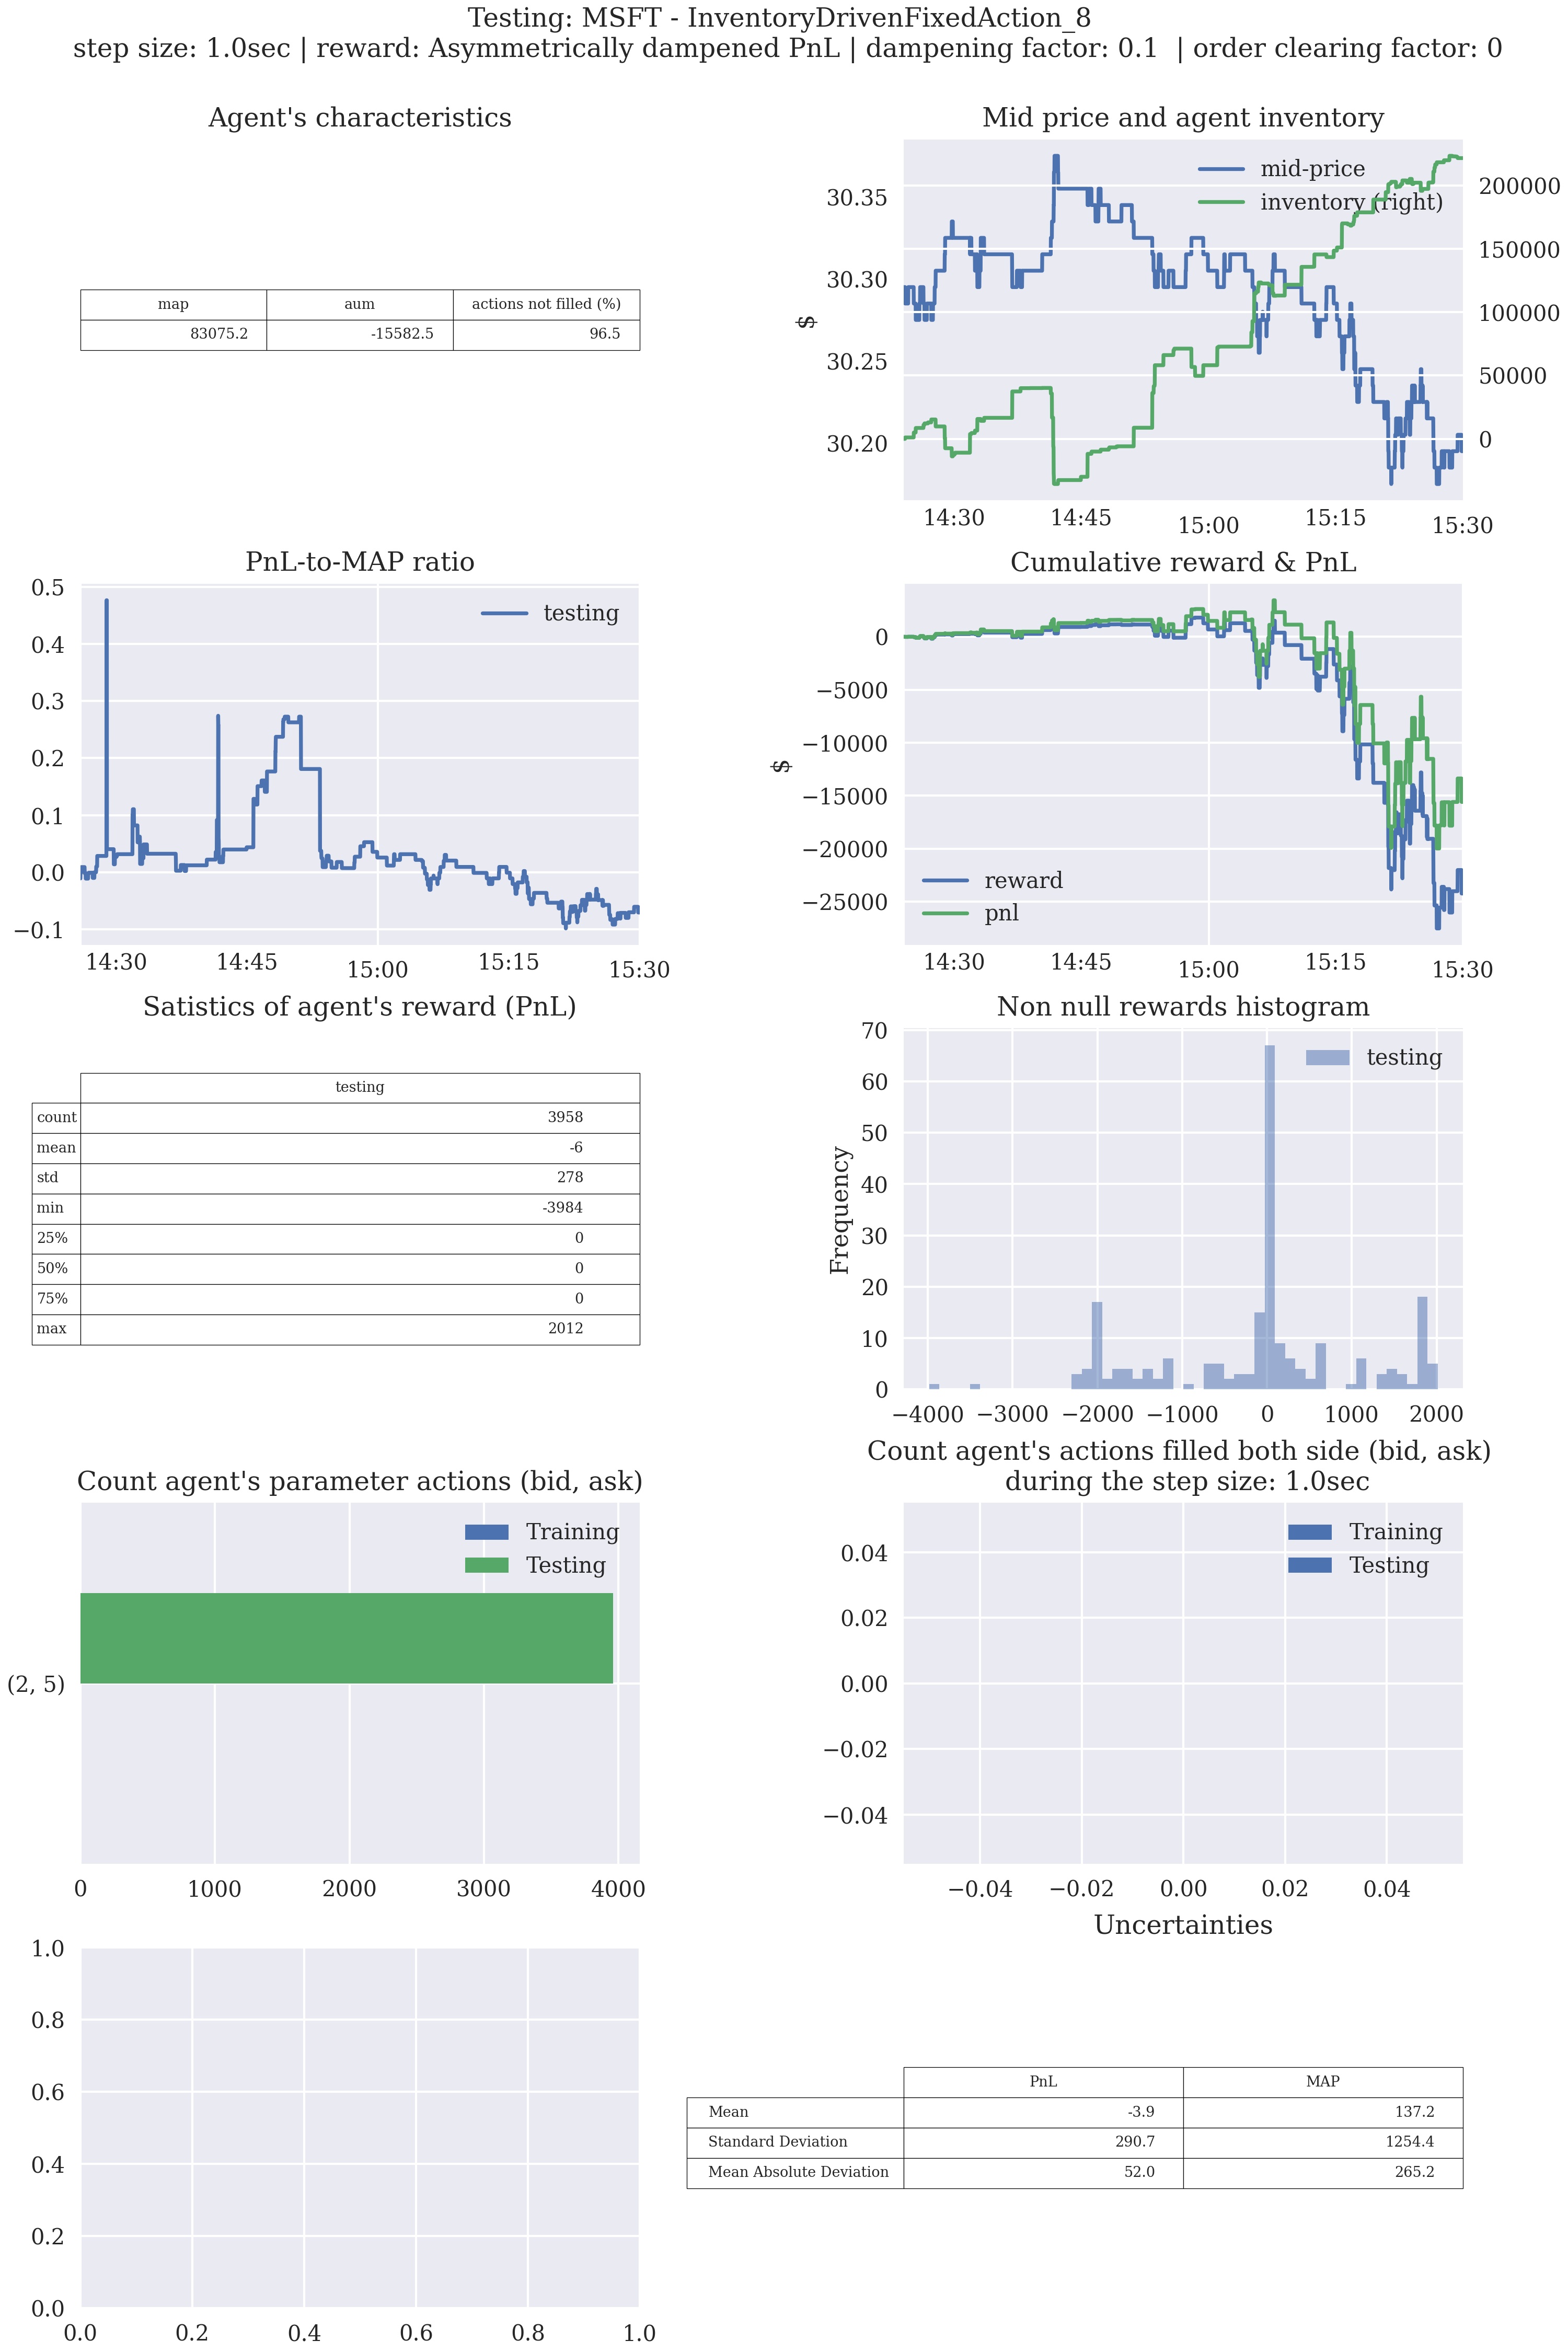 Testing: MSFT - InventoryDrivenFixedAction_8
step size: 1.0sec | reward: Asymmetrically dampened PnL | dampening factor: 0.1 | order clearing factor: 0
Agent's characteristics
map aum actions not filled (%)
83075.2 -15582.5 96.5
Mid price and agent inventory
mid-price
inventory (right)
$
30.35
30.30
30.25
30.20
200000
150000
100000
50000
0
14:30 14:45 15:00 15:15 15:30
PnL-to-MAP ratio
testing
0.5
0.4
0.3
0.2
0.1
0.0
−0.1
14:30 14:45 15:00 15:15 15:30
Cumulative reward & PnL
$
0
−5000
−10000
−15000
−20000
−25000
reward
pnl
14:30 14:45 15:00 15:15 15:30
Satistics of agent's reward (PnL)
testing
count 3958
mean -6
std 278
min -3984
25% 0
50% 0
75% 0
max 2012
Non null rewards histogram
testing
Frequency
70
60
50
40
30
20
10
0
−4000 −3000 −2000 −1000 0 1000 2000
Count agent's parameter actions (bid, ask)
Training
Testing
(2, 5)
0 1000 2000 3000 4000
Count agent's actions filled both side (bid, ask)
during the step size: 1.0sec
Training
Testing
0.04
0.02
0.00
−0.02
−0.04
−0.04 −0.02 0.00 0.02 0.04
1.0
0.8
0.6
0.4
0.2
0.0
0.0 0.2 0.4 0.6 0.8 1.0
Uncertainties
PnL MAP
Mean -3.9 137.2
Standard Deviation 290.7 1254.4
Mean Absolute Deviation 52.0 265.2